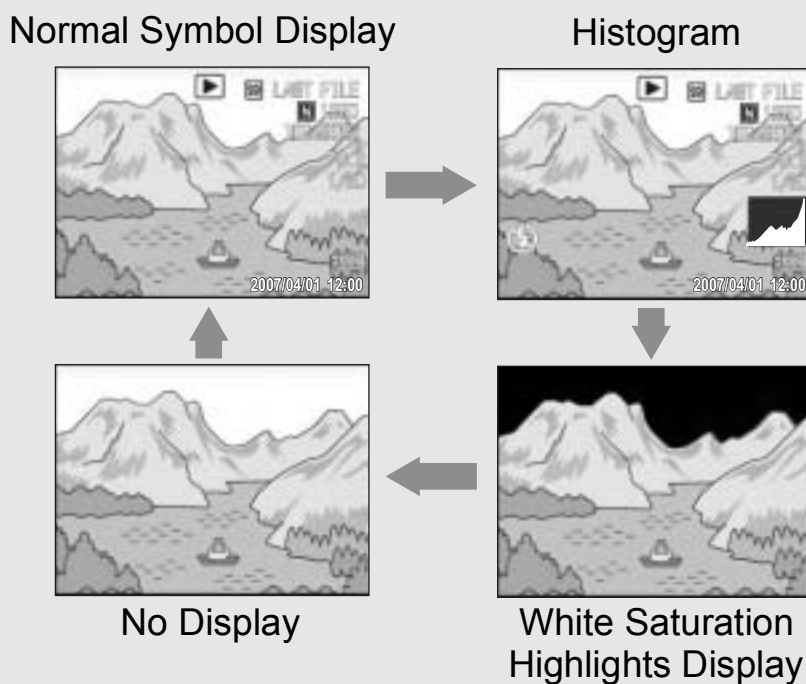 Normal Symbol Display
Histogram
LAST FILE
2007/04/01 12:00
LAST FILE
2007/04/01 12:00
No Display
White Saturation
Highlights Display